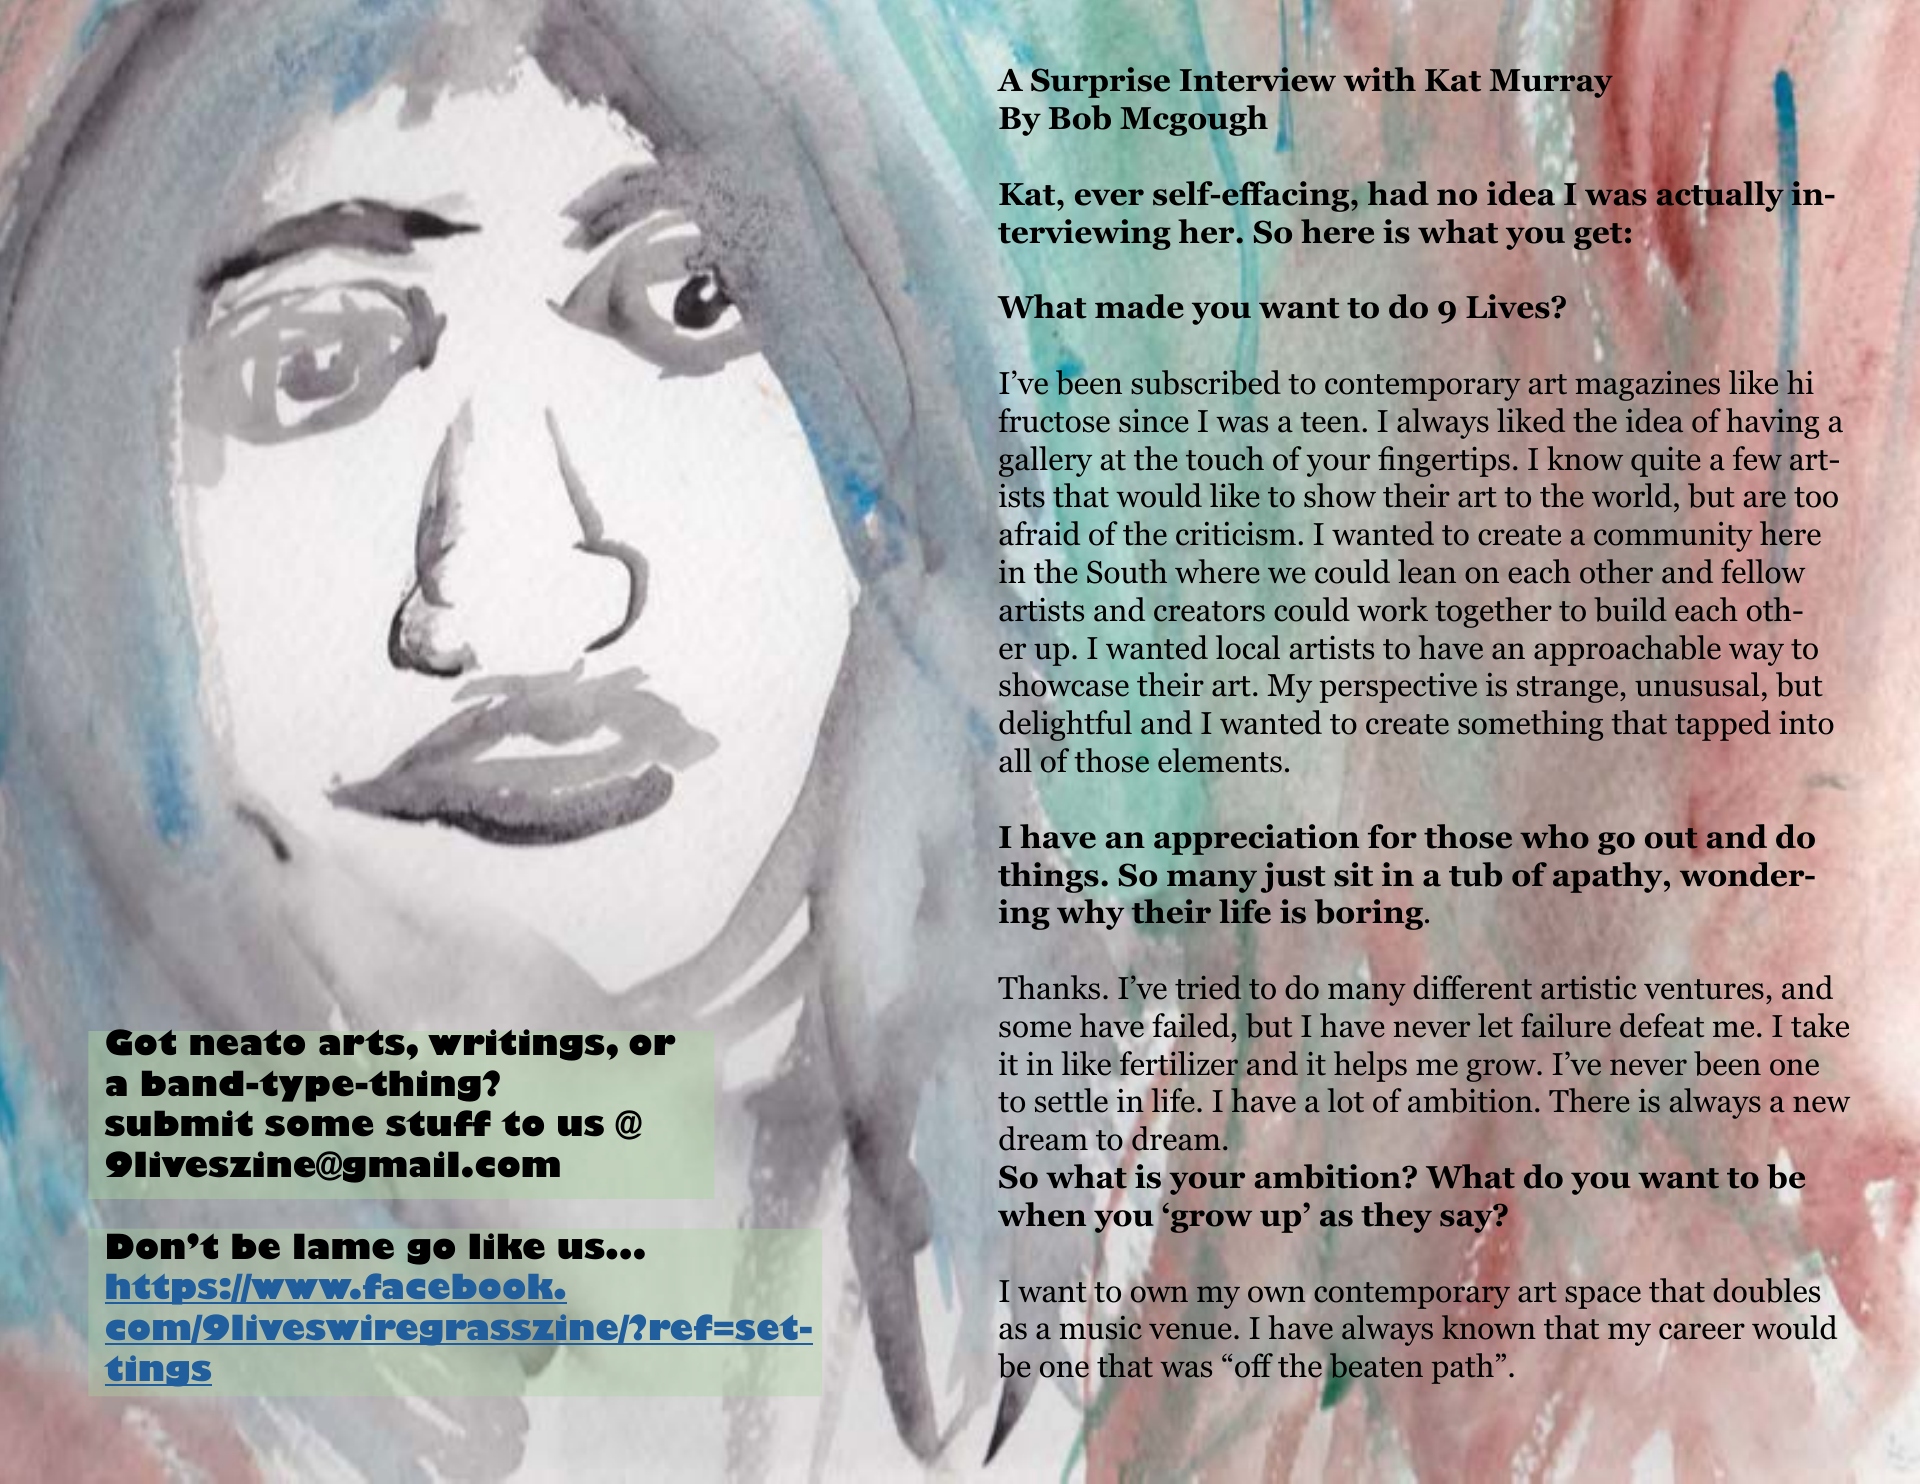 A Surprise Interview with Kat Murray
By Bob Mcgough
Kat, ever self-effacing, had no idea I was actually in-
terviewing her. So here is what you get:
What made you want to do 9 Lives?
I’ve been subscribed to contemporary art magazines like hi
fructose since I was a teen. I always liked the idea of having a
gallery at the touch of your fingertips. I know quite a few art-
ists that would like to show their art to the world, but are too
afraid of the criticism. I wanted to create a community here
in the South where we could lean on each other and fellow
artists and creators could work together to build each oth-
er up. I wanted local artists to have an approachable way to
showcase their art. My perspective is strange, unususal, but
delightful and I wanted to create something that tapped into
all of those elements.
I have an appreciation for those who go out and do
things. So many just sit in a tub of apathy, wonder-
ing why their life is boring.
Thanks. I’ve tried to do many different artistic ventures, and
some have failed, but I have never let failure defeat me. I take
it in like fertilizer and it helps me grow. I’ve never been one
to settle in life. I have a lot of ambition. There is always a new
dream to dream.
So what is your ambition? What do you want to be
when you ‘grow up’ as they say?
I want to own my own contemporary art space that doubles
as a music venue. I have always known that my career would
be one that was “off the beaten path”.
Got neato arts, writings, or
a band-type-thing?
submit some stuff to us @
9liveszine@gmail.com
Don’t be lame go like us...
https://www.facebook.
com/9liveswiregrasszine/?ref=set-
tings